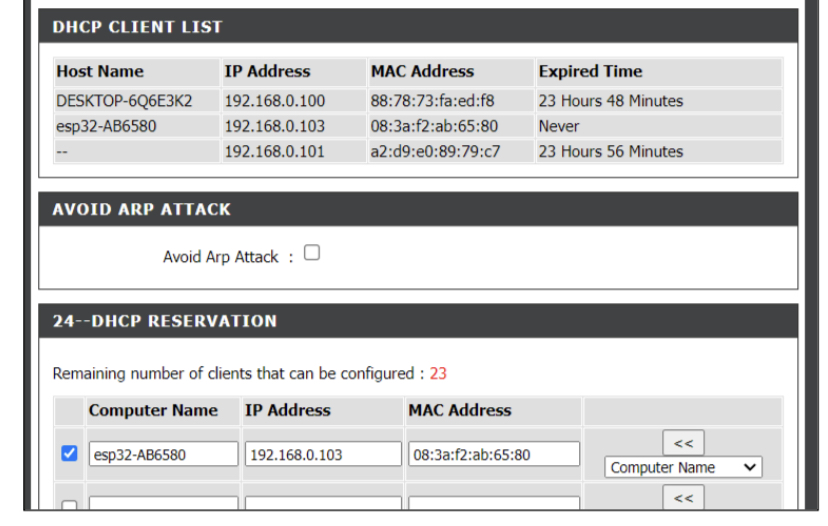 DHCP CLIENT LIST
Host Name IP Address MAC Address Expired Time
DESKTOP-6Q6E3K2 192.168.0.100 88:78:73:fa:ed:f8 23 Hours 48 Minutes
esp32-AB6580 192.168.0.103 08:3a:f2:ab:65:80 Never
-- 192.168.0.101 a2:d9:e0:89:79:c7 23 Hours 56 Minutes
AVOID ARP ATTACK
Avoid Arp Attack :
24--DHCP RESERVATION
Remaining number of clients that can be configured : 23
Computer Name IP Address MAC Address
<<
esp32-AB6580 192.168.0.103 08:3a:f2:ab:65:80
Computer Name
<<